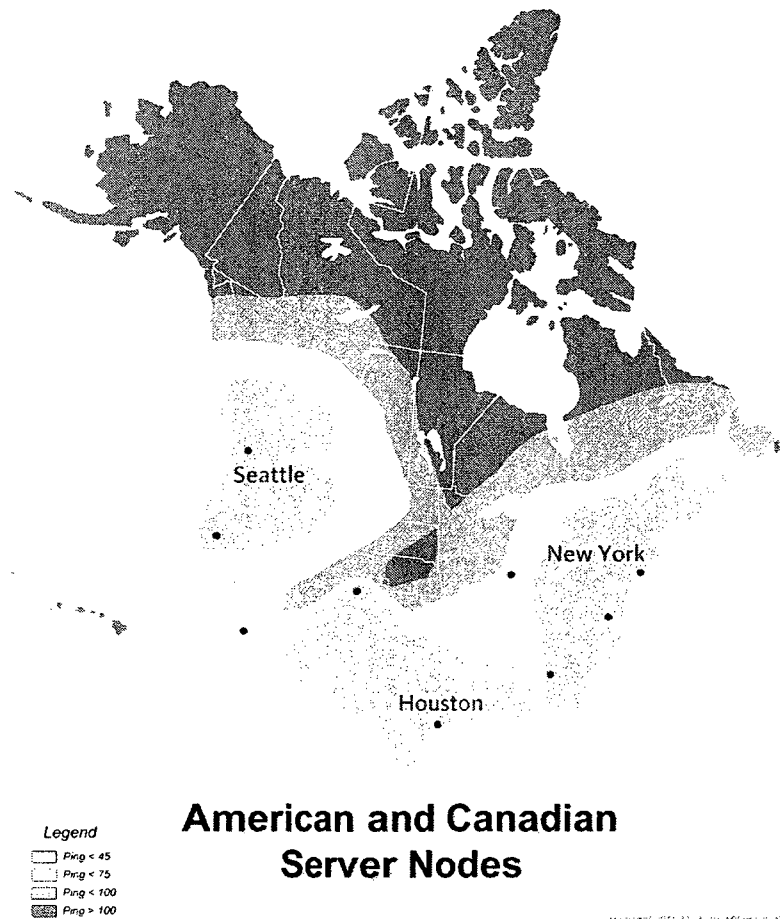 Seattle
New York
Houston
American and Canadian
Server Nodes
Legend
Ping < 45
Ping < 75
Ping < 100
Ping > 100